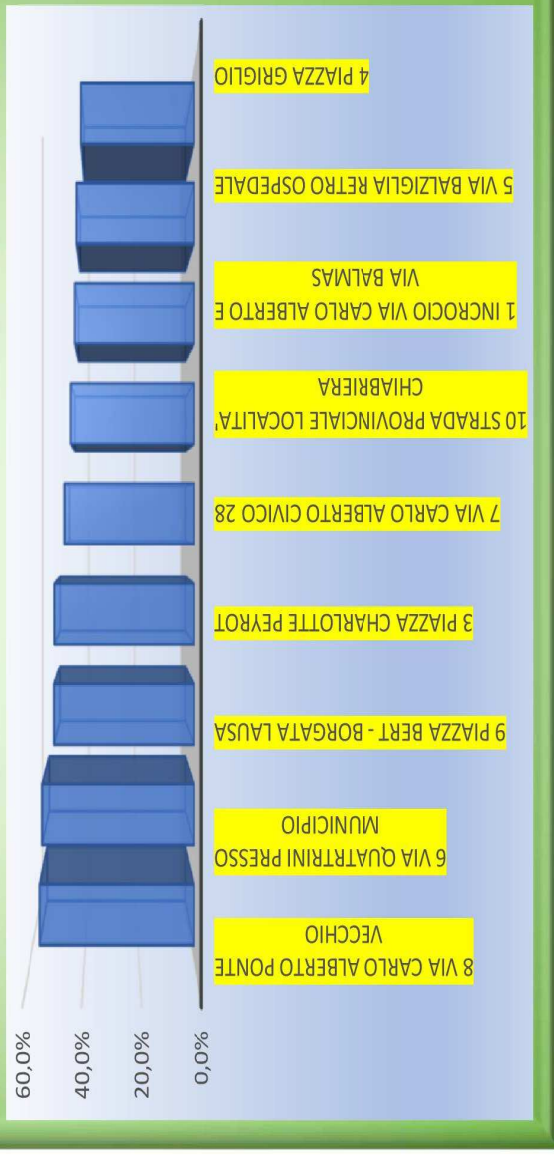 60,0%
40,0%
20,0%
0,0%
8 VIA CARLO ALBERTO PONTE
VECCHIO
6 VIA QUATRTRINI PRESSO
MUNICIPIO
9 PIAZZA BERT - BORGATA LAUSA
3 PIAZZA CHARLOTTE PEYROT
7 VIA CARLO ALBERTO CIVICO 28
10 STRADA PROVINCIALE LOCALITA'
CHIABRIERA
1 INCROCIO VIA CARLO ALBERTO E
VIA BALMAS
5 VIA BALZIGLIA RETRO OSPEDALE
4 PIAZZA GRIGLIO